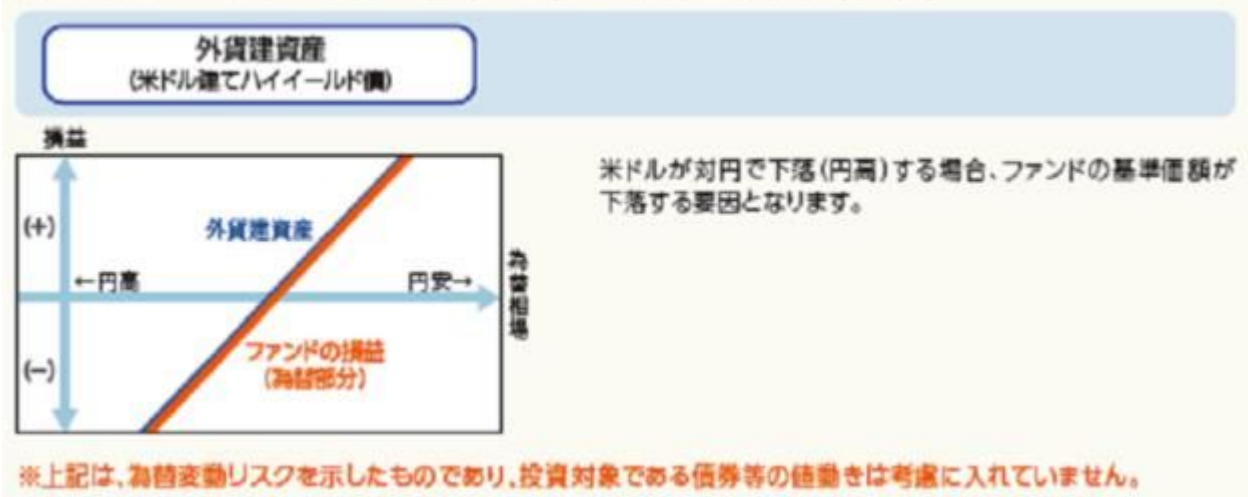 外貨建資産
(米ドル建てハイイールド債)
損益
米ドルが対円で下落(円高)する場合、ファンドの基準価額が
下落する要因となります。
(+)
外貨建資産
←円高
円安→
為替相場
ファンドの損益
(為替部分)
(−)
※上記は、為替変動リスクを示したものであり、投資対象である債券等の値動きは考慮に入れていません。